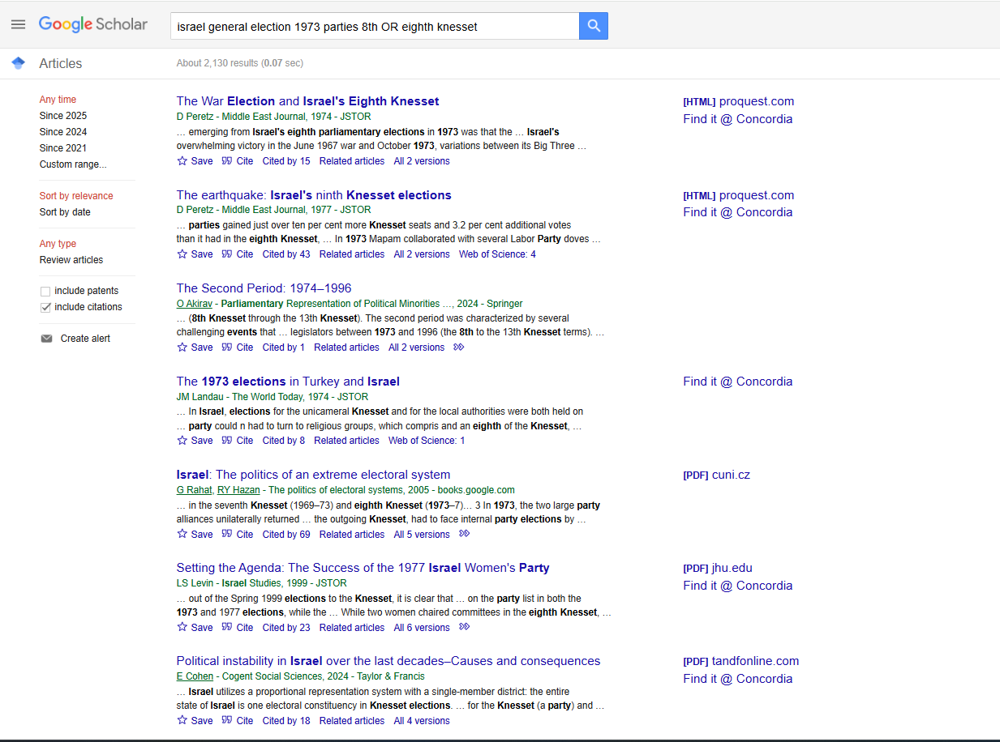 Google Scholar
israel general election 1973 parties 8th OR eighth knesset
Articles
About 2,130 results (0.07 sec)
Any time
Since 2025
Since 2024
Since 2021
Custom range...
Sort by relevance
Sort by date
Any type
Review articles
include patents
include citations
Create alert
The War Election and Israel's Eighth Knesset
D Peretz - Middle East Journal, 1974 - JSTOR
… emerging from Israel's eighth parliamentary elections in 1973 was that the … Israel's
overwhelming victory in the June 1967 war and October 1973, variations between its Big Three …
Save Cite Cited by 15 Related articles All 2 versions
[HTML] proquest.com
Find it @ Concordia
The earthquake: Israel's ninth Knesset elections
D Peretz - Middle East Journal, 1977 - JSTOR
… parties gained just over ten per cent more Knesset seats and 3.2 per cent additional votes
than it had in the eighth Knesset, … In 1973 Mapam collaborated with several Labor Party doves …
Save Cite Cited by 43 Related articles All 2 versions Web of Science: 4
[HTML] proquest.com
Find it @ Concordia
The Second Period: 1974–1996
O Akirav - Parliamentary Representation of Political Minorities …, 2024 - Springer
… (8th Knesset through the 13th Knesset). The second period was characterized by several
challenging events that … legislators between 1973 and 1996 (the 8th to the 13th Knesset terms). …
Save Cite Cited by 1 Related articles All 2 versions
The 1973 elections in Turkey and Israel
JM Landau - The World Today, 1974 - JSTOR
… In Israel, elections for the unicameral Knesset and for the local authorities were both held on
… party could n had to turn to religious groups, which compris and an eighth of the Knesset, …
Save Cite Cited by 8 Related articles Web of Science: 1
Find it @ Concordia
Israel: The politics of an extreme electoral system
G Rahat, RY Hazan - The politics of electoral systems, 2005 - books.google.com
… in the seventh Knesset (1969–73) and eighth Knesset (1973–7)… 3 In 1973, the two large party
alliances unilaterally returned … the outgoing Knesset, had to face internal party elections by …
Save Cite Cited by 69 Related articles All 5 versions
[PDF] cuni.cz
Setting the Agenda: The Success of the 1977 Israel Women's Party
LS Levin - Israel Studies, 1999 - JSTOR
… out of the Spring 1999 elections to the Knesset, it is clear that … on the party list in both the
1973 and 1977 elections, while the … While two women chaired committees in the eighth Knesset, …
Save Cite Cited by 23 Related articles All 6 versions
[PDF] jhu.edu
Find it @ Concordia
Political instability in Israel over the last decades–Causes and consequences
E Cohen - Cogent Social Sciences, 2024 - Taylor & Francis
… Israel utilizes a proportional representation system with a single-member district: the entire
state of Israel is one electoral constituency in Knesset elections. … for the Knesset (a party) and …
Save Cite Cited by 18 Related articles All 4 versions
[PDF] tandfonline.com
Find it @ Concordia